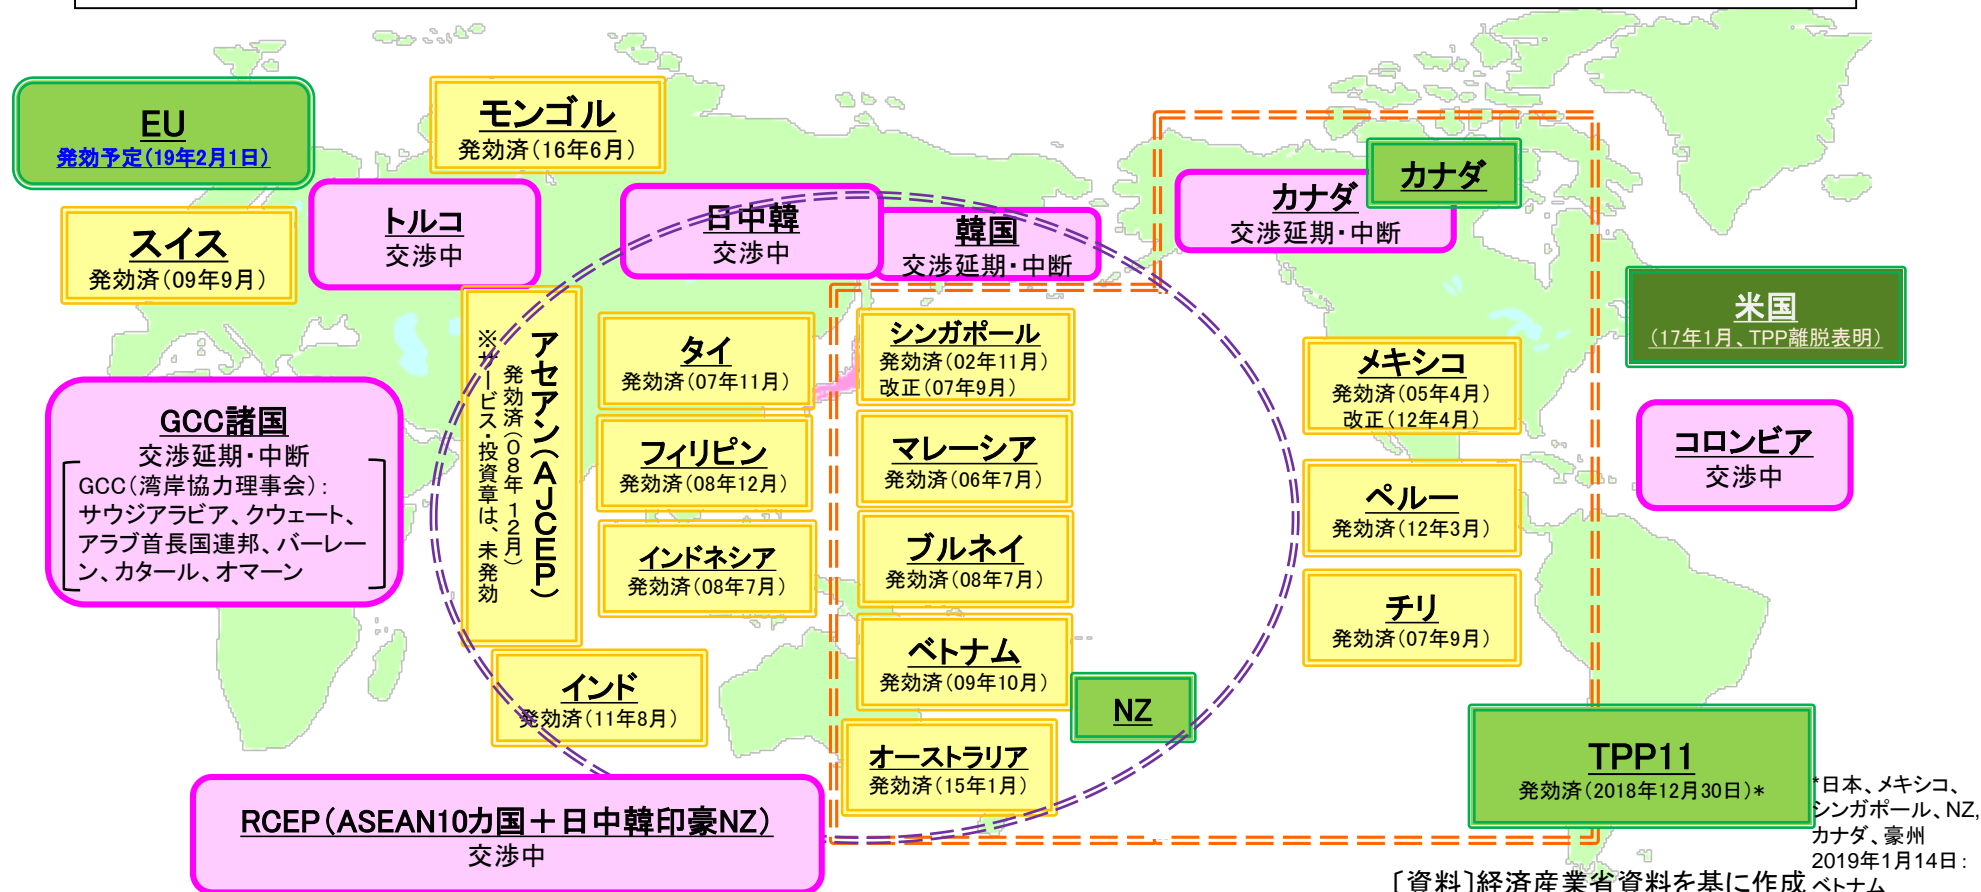 EU
発効予定(19年2月1日)
モンゴル
発効済(16年6月)
スイス
発効済(09年9月)
トルコ
交渉中
日中韓
交渉中
韓国
交渉延期・中断
カナダ
交渉延期・中断
カナダ
米国
(17年1月、TPP離脱表明)
GCC諸国
交渉延期・中断
GCC(湾岸協力理事会):
サウジアラビア、クウェート、
アラブ首長国連邦、バーレー
ン、カタール、オマーン
アセアン(AJCEP)
発効済(08年12月)
※サービス・投資章は、未発効
タイ
発効済(07年11月)
フィリピン
発効済(08年12月)
インドネシア
発効済(08年7月)
インド
発効済(11年8月)
シンガポール
発効済(02年11月)
改正(07年9月)
マレーシア
発効済(06年7月)
ブルネイ
発効済(08年7月)
ベトナム
発効済(09年10月)
オーストラリア
発効済(15年1月)
NZ
メキシコ
発効済(05年4月)
改正(12年4月)
ペルー
発効済(12年3月)
チリ
発効済(07年9月)
コロンビア
交渉中
RCEP(ASEAN10カ国+日中韓印豪NZ)
交渉中
TPP11
発効済(2018年12月30日)*
*日本、メキシコ、
シンガポール、NZ,
カナダ、豪州
2019年1月14日:
ベトナム
〔資料〕経済産業省資料を基に作成